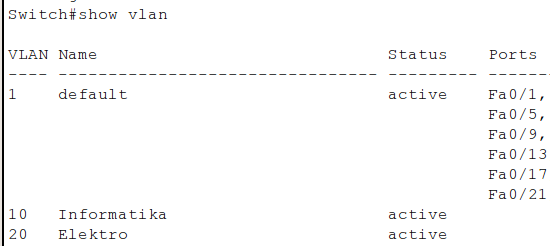 Switch#show vlan
VLAN Name Status Ports
---- -------------------------------- --------- -------
1 default active Fa0/1,
Fa0/5,
Fa0/9,
Fa0/13
Fa0/17
Fa0/21
10 Informatika active
20 Elektro active